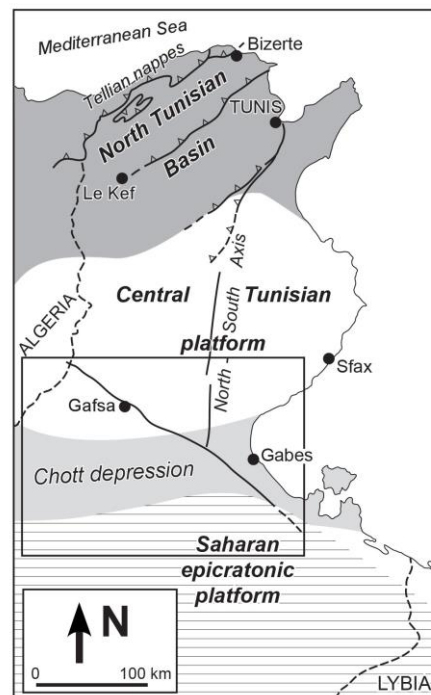 Mediterranean Sea
Bizerte
Tellian nappes
TUNIS
North Tunisian
Basin
Le Kef
Central Tunisian
platform
North - South Axis
ALGERIA
Sfax
Gafsa
Gabes
Chott depression
Saharan
epicratonic
platform
N
0 100 km
LYBIA